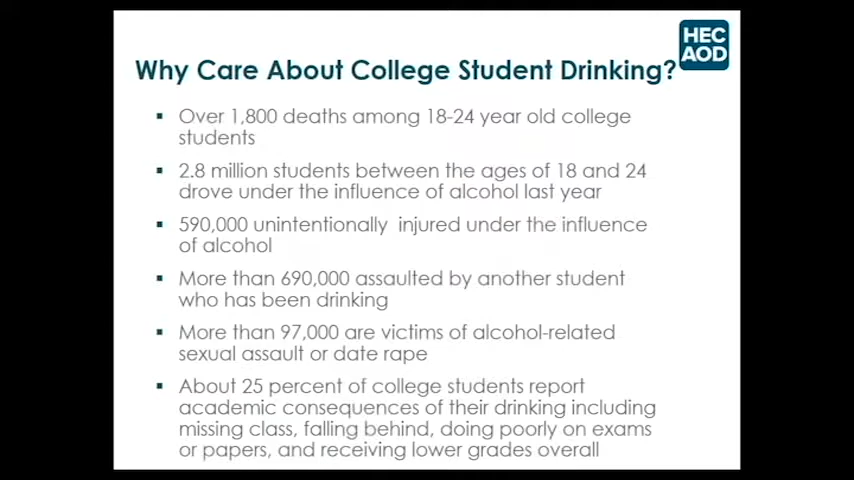 HEC
AOD
Why Care About College Student Drinking?
▪ Over 1,800 deaths among 18-24 year old college
students
▪ 2.8 million students between the ages of 18 and 24
drove under the influence of alcohol last year
▪ 590,000 unintentionally injured under the influence
of alcohol
▪ More than 690,000 assaulted by another student
who has been drinking
▪ More than 97,000 are victims of alcohol-related
sexual assault or date rape
▪ About 25 percent of college students report
academic consequences of their drinking including
missing class, falling behind, doing poorly on exams
or papers, and receiving lower grades overall